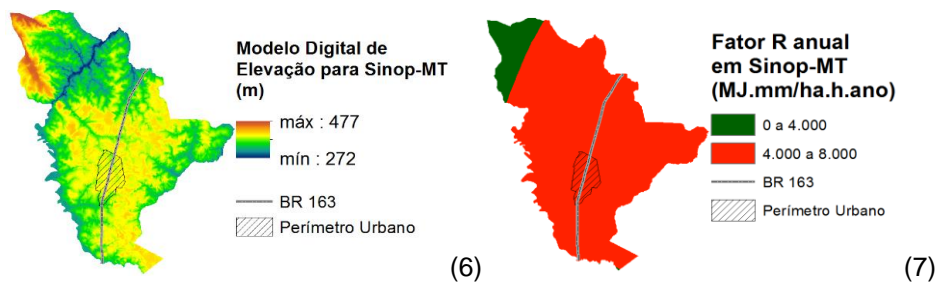 Modelo Digital de
Elevação para Sinop-MT
(m)
máx : 477
mín : 272
BR 163
Perímetro Urbano
(6)
Fator R anual
em Sinop-MT
(MJ.mm/ha.h.ano)
0 a 4.000
4.000 a 8.000
BR 163
Perímetro Urbano
(7)